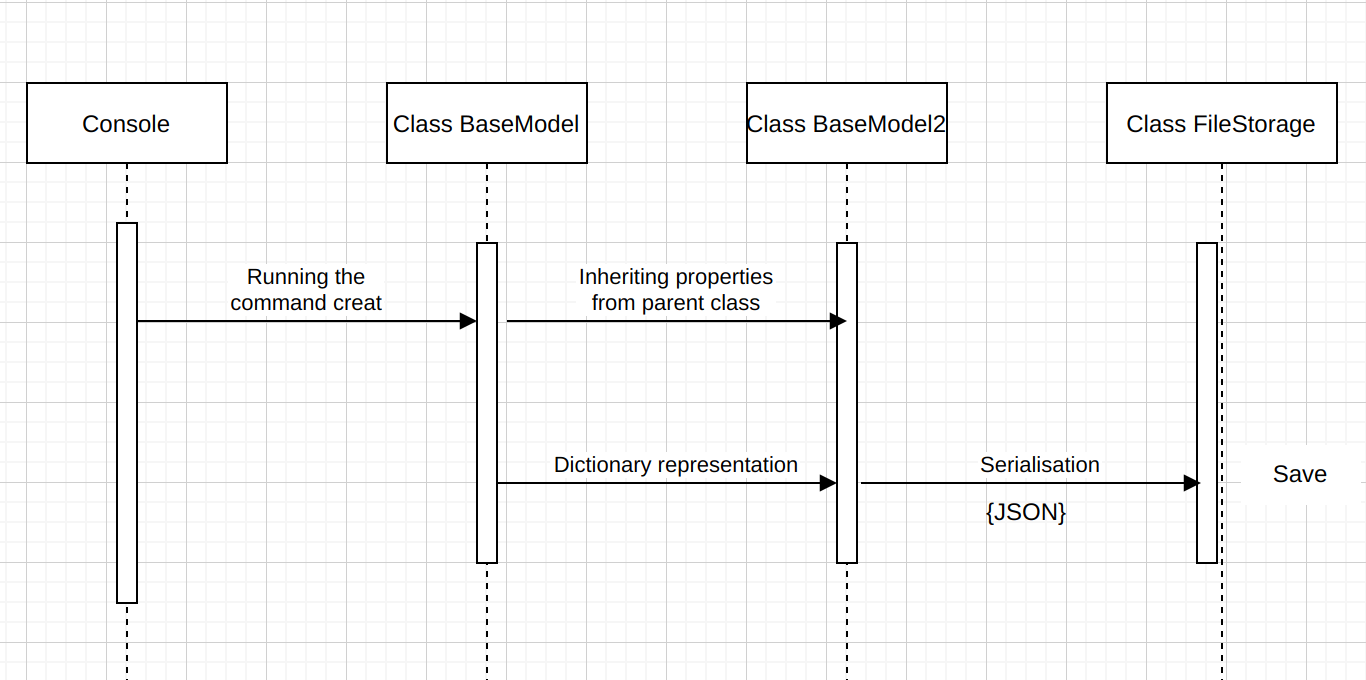 Console
Class BaseModel
Class BaseModel2
Class FileStorage
Running the
command creat
Inheriting properties
from parent class
Dictionary representation
Serialisation
{JSON}
Save